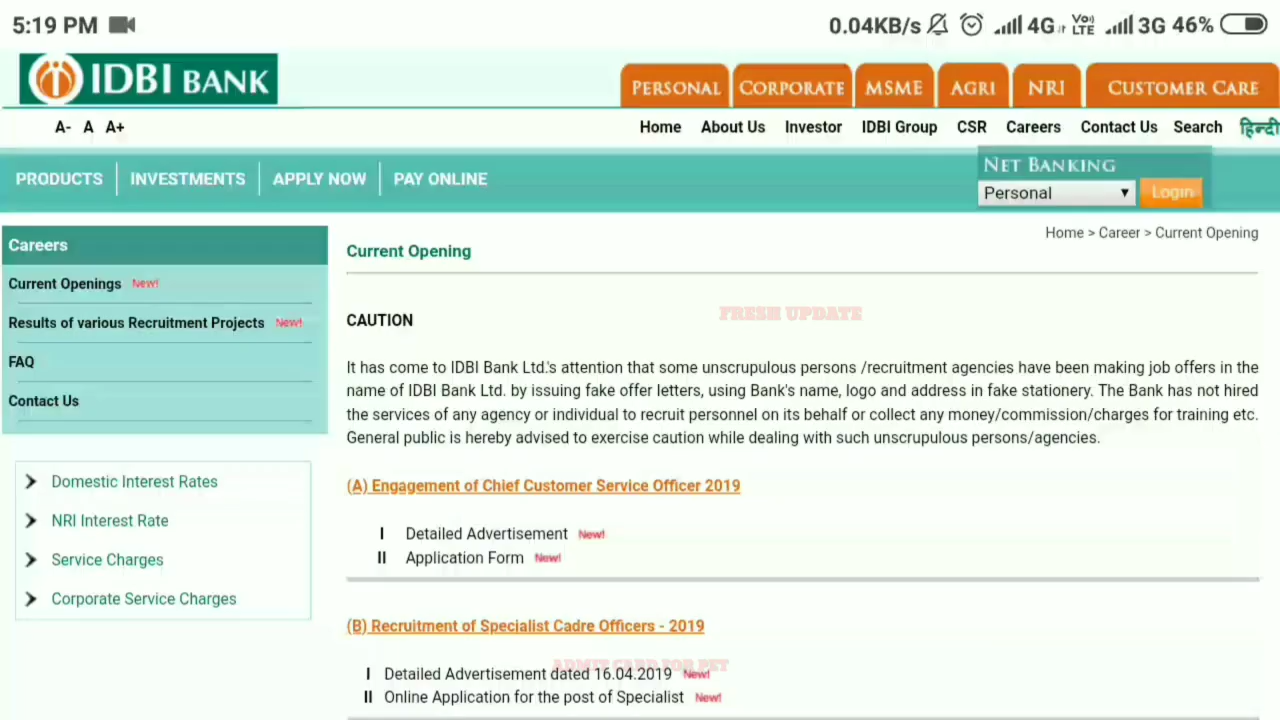 5:19 PM 0.04KB/s 4G VoLTE 3G 46%
IDBI BANK PERSONAL CORPORATE MSME AGRI NRI CUSTOMER CARE
A- A A+ Home About Us Investor IDBI Group CSR Careers Contact Us Search हिन्दी
NET BANKING
PRODUCTS INVESTMENTS APPLY NOW PAY ONLINE
Personal Login
Home > Career > Current Opening
Careers
Current Openings New!
Results of various Recruitment Projects New!
FAQ
Contact Us
Domestic Interest Rates
NRI Interest Rate
Service Charges
Corporate Service Charges
Current Opening
FRESH UPDATE
CAUTION
It has come to IDBI Bank Ltd.'s attention that some unscrupulous persons /recruitment agencies have been making job offers in the
name of IDBI Bank Ltd. by issuing fake offer letters, using Bank's name, logo and address in fake stationery. The Bank has not hired
the services of any agency or individual to recruit personnel on its behalf or collect any money/commission/charges for training etc.
General public is hereby advised to exercise caution while dealing with such unscrupulous persons/agencies.
(A) Engagement of Chief Customer Service Officer 2019
I Detailed Advertisement New!
II Application Form New!
(B) Recruitment of Specialist Cadre Officers - 2019
ADMIT CARD FOR PET
I Detailed Advertisement dated 16.04.2019 New!
II Online Application for the post of Specialist New!